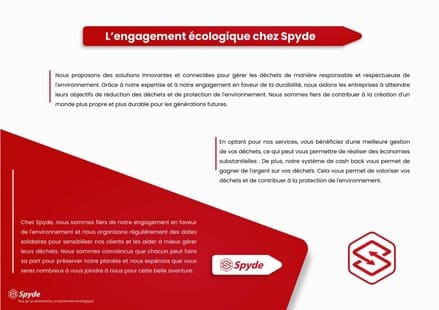 L'engagement écologique chez Spyde
Nous proposons des solutions innovantes et connectées pour gérer les déchets de manière responsable et respectueuse de
l'environnement. Grâce à notre expertise et à notre engagement en faveur de la durabilité, nous aidons les entreprises à atteindre
leurs objectifs de réduction des déchets et de protection de l'environnement. Nous sommes fiers de contribuer à la création d'un
monde plus propre et plus durable pour les générations futures.
En optant pour nos services, vous bénéficiez d'une meilleure gestion
de vos déchets, ce qui peut vous permettre de réaliser des économies
substantielles . De plus, notre système de cash back vous permet de
gagner de l'argent sur vos déchets. Cela vous permet de valoriser vos
déchets et de contribuer à la protection de l'environnement.
Chez Spyde, nous sommes fiers de notre engagement en faveur
de l'environnement et nous organisons régulièrement des dates
solidaires pour sensibiliser nos clients et les aider à mieux gérer
leurs déchets. Nous sommes convaincus que chacun peut faire
sa part pour préserver notre planète et nous espérons que vous
serez nombreux à vous joindre à nous pour cette belle aventure.
Spyde
Spyde
Plus qu'un prestataire, un partenaire écologique